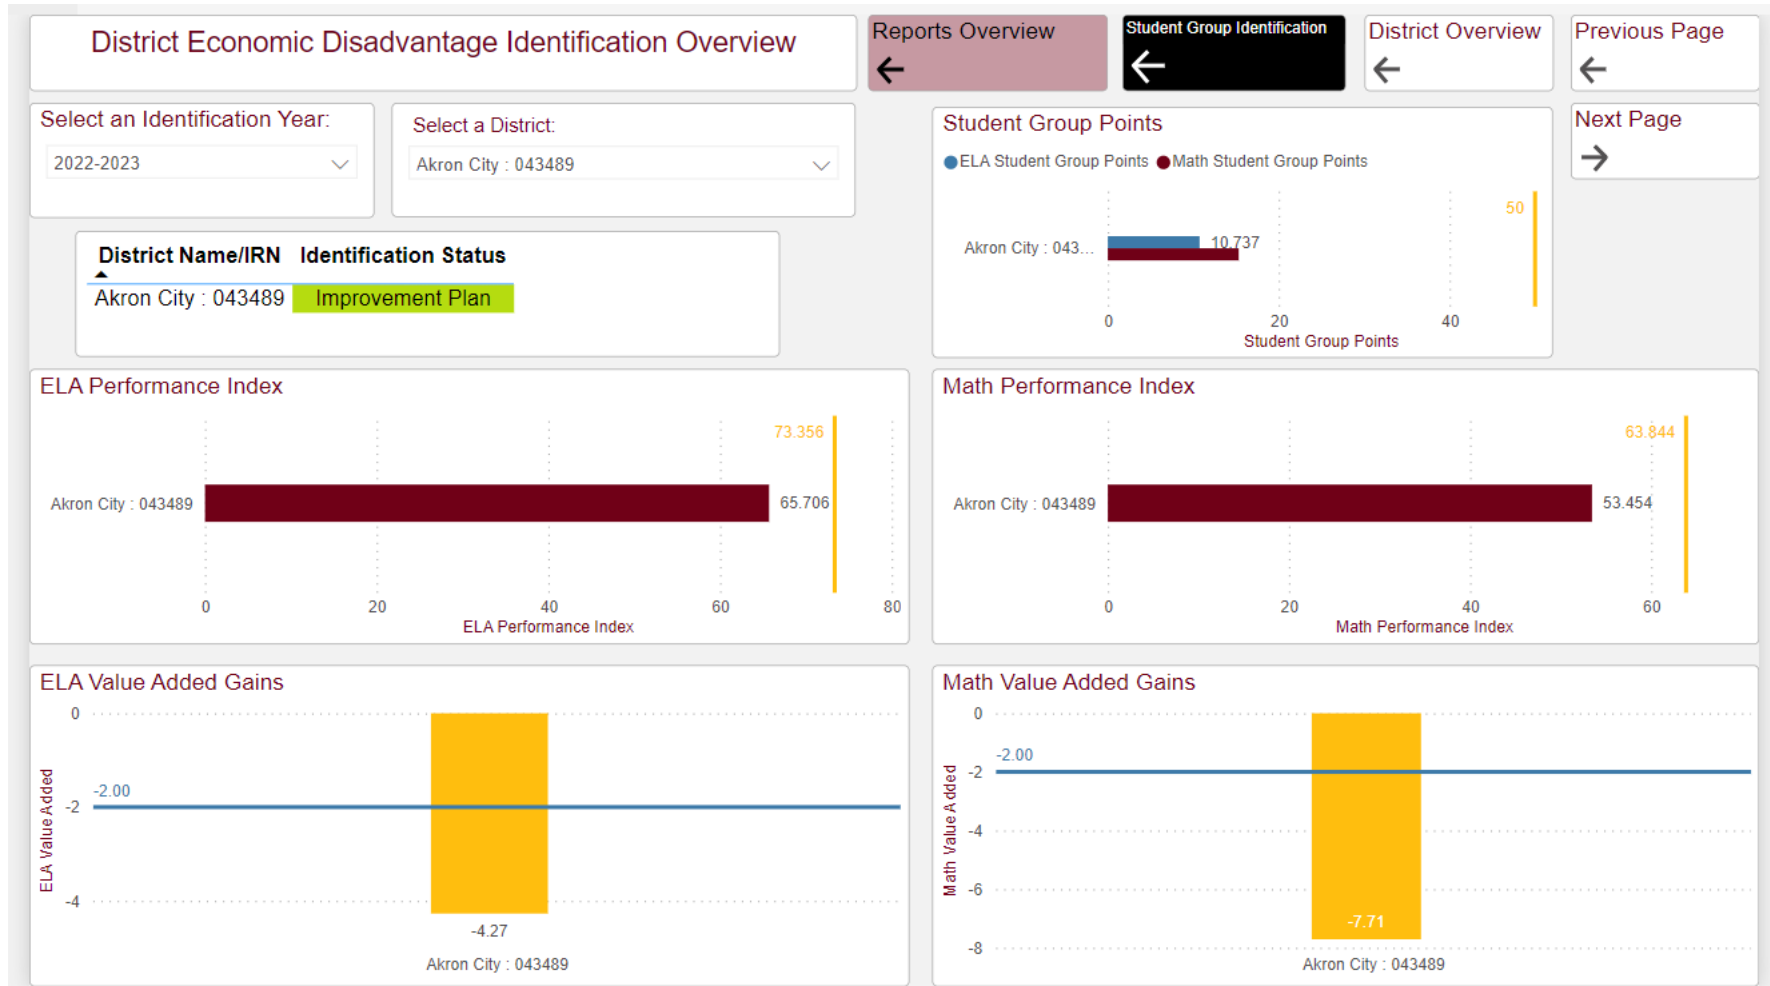 District Economic Disadvantage Identification Overview
Reports Overview
Student Group Identification
District Overview
Previous Page
Select an Identification Year:
2022-2023
Select a District:
Akron City : 043489
Student Group Points
ELA Student Group Points
Math Student Group Points
50
Akron City : 043...
10.737
0
20
40
Student Group Points
Next Page
District Name/IRN
Identification Status
Akron City : 043489
Improvement Plan
ELA Performance Index
73.356
Akron City : 043489
65.706
0
20
40
60
80
ELA Performance Index
Math Performance Index
63.844
Akron City : 043489
53.454
0
20
40
60
Math Performance Index
ELA Value Added Gains
0
-2.00
-2
-4
ELA Value Added
-4.27
Akron City : 043489
Math Value Added Gains
0
-2.00
-2
-4
-6
-8
Math Value Added
-7.71
Akron City : 043489